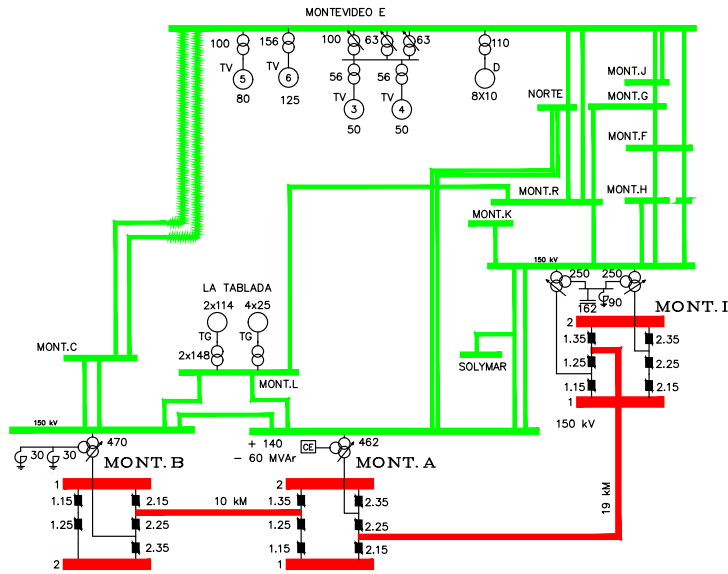 MONTEVIDEO E
100
156
100
63
63
110
TV
5
80
TV
6
125
56
56
TV
3
50
TV
4
50
D
8X10
MONT.J
NORTE
MONT.G
MONT.F
MONT.R
MONT.H
MONT.K
150 kV
250
250
162
90
MONT.I
2
1.35
2.35
1.25
2.25
1.15
2.15
1
150 kV
LA TABLADA
2x114
4x25
TG
TG
2x148
MONT.C
MONT.L
SOLYMAR
150 kV
470
30
30
MONT.B
+ 140
- 60 MVAr
CE
462
MONT.A
1
1.15
2.15
1.25
2.25
2.35
2
10 kM
2
1.35
2.35
1.25
2.25
1.15
2.15
1
19 kM